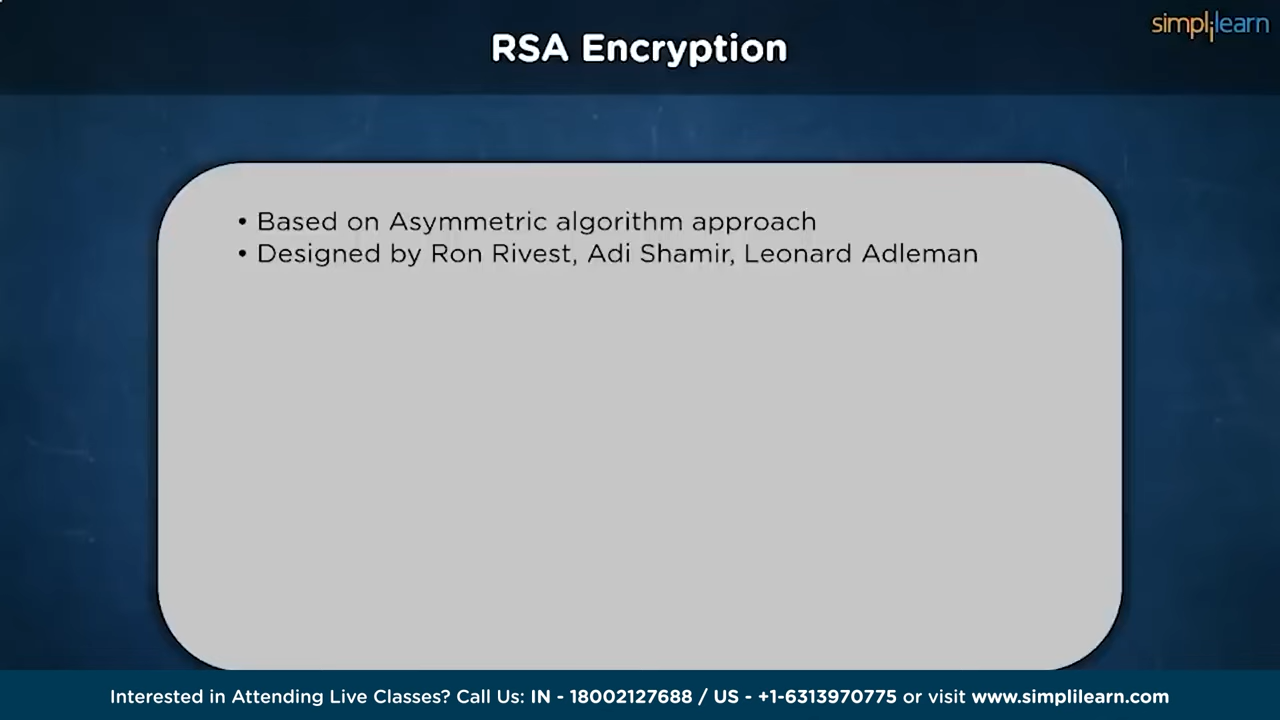 simplilearn
RSA Encryption
• Based on Asymmetric algorithm approach
• Designed by Ron Rivest, Adi Shamir, Leonard Adleman
Interested in Attending Live Classes? Call Us: IN - 18002127688 / US - +1-6313970775 or visit www.simplilearn.com